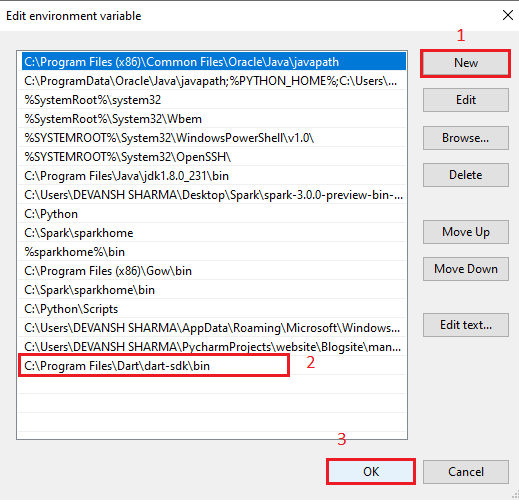 Edit environment variable
1
C:\Program Files (x86)\Common Files\Oracle\Java\javapath
New
C:\ProgramData\Oracle\Java\javapath;%PYTHON_HOME%;C:\Users\...
%SystemRoot%\system32
Edit
%SystemRoot%\System32\Wbem
%SYSTEMROOT%\System32\WindowsPowerShell\v1.0\
Browse...
%SYSTEMROOT%\System32\OpenSSH\
C:\Program Files\Java\jdk1.8.0_231\bin
Delete
C:\Users\DEVANSH SHARMA\Desktop\Spark\spark-3.0.0-preview-bin-...
C:\Python
C:\Spark\sparkhome
Move Up
%sparkhome%\bin
C:\Program Files (x86)\Gow\bin
Move Down
C:\Spark\sparkhome\bin
C:\Python\Scripts
C:\Users\DEVANSH SHARMA\AppData\Roaming\Microsoft\Windows...
Edit text...
C:\Users\DEVANSH SHARMA\PycharmProjects\website\Blogsite\man...
C:\Program Files\Dart\dart-sdk\bin
2
3
OK
Cancel